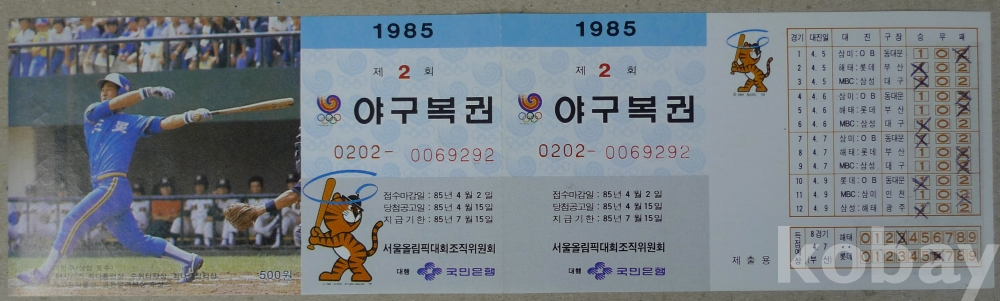 500원
1985
제 2 회
야구복권
0202- 0069292
접수마감일 : 85년 4월 2일
당첨공고일 : 85년 4월 15일
지급기한 : 85년 7월 15일
서울올림픽대회조직위원회
대행 국민은행
1985
제 2 회
야구복권
0202- 0069292
접수마감일 : 85년 4월 2일
당첨공고일 : 85년 4월 15일
지급기한 : 85년 7월 15일
서울올림픽대회조직위원회
대행 국민은행
제출용
경기 대진일 대진 구장 승 무 패
1 4. 5 삼미:OB 동대문 1 0
2 4. 5 해태:롯데 부산 0 2
3 4. 5 MBC:삼성 대구 0 2
4 4. 6 삼미:OB 동대문 1 0
5 4. 6 해태:롯데 부산 1 0
6 4. 6 MBC:삼성 대구 0 2
7 4. 7 삼미:OB 동대문 1 0
8 4. 7 해태:롯데 부산 1 0
9 4. 7 MBC:삼성 대구 1 0
10 4. 9 롯데:OB 동대문 0 2
11 4. 9 MBC:삼미 인천 1 0
12 4. 9 삼성:해태 광주 0 2
8경기
4. 7
부산
해태 0 1 2 3 4 5 6 7 8 9
롯데 0 1 2 3 4 5 6 7 8 9
kobay